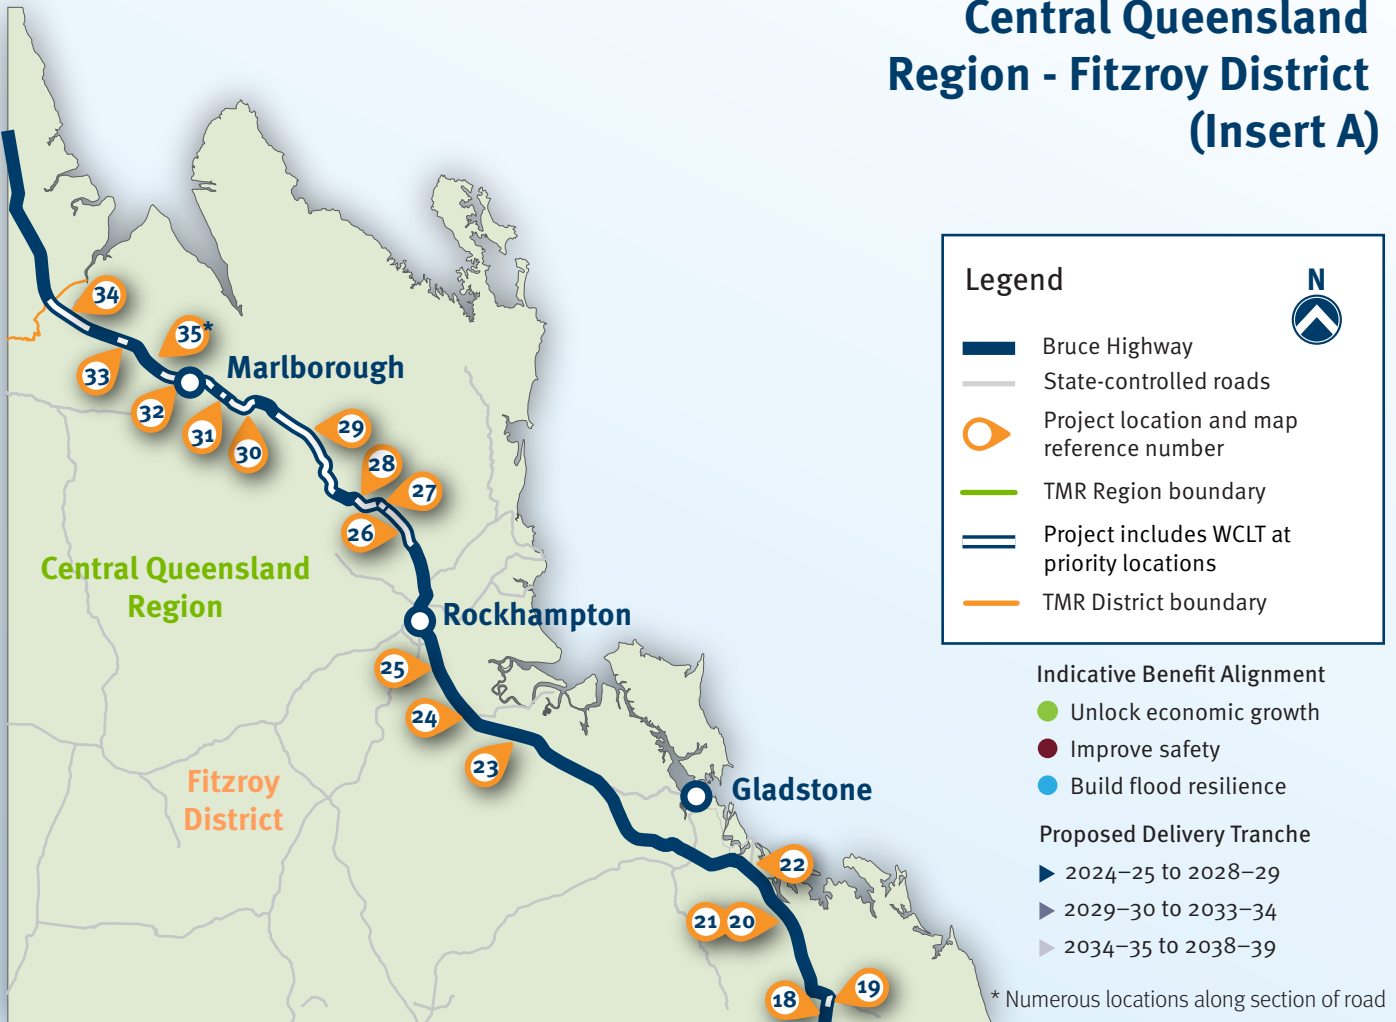 Central Queensland
Region - Fitzroy District
(Insert A)
Legend
N
Bruce Highway
State-controlled roads
Project location and map
reference number
TMR Region boundary
Project includes WCLT at
priority locations
TMR District boundary
Indicative Benefit Alignment
Unlock economic growth
Improve safety
Build flood resilience
Proposed Delivery Tranche
2024–25 to 2028–29
2029–30 to 2033–34
2034–35 to 2038–39
* Numerous locations along section of road
34
35*
33
Marlborough
32
31
30
29
28
27
26
Central Queensland
Region
Rockhampton
25
24
23
Fitzroy
District
Gladstone
22
21 20
19
18